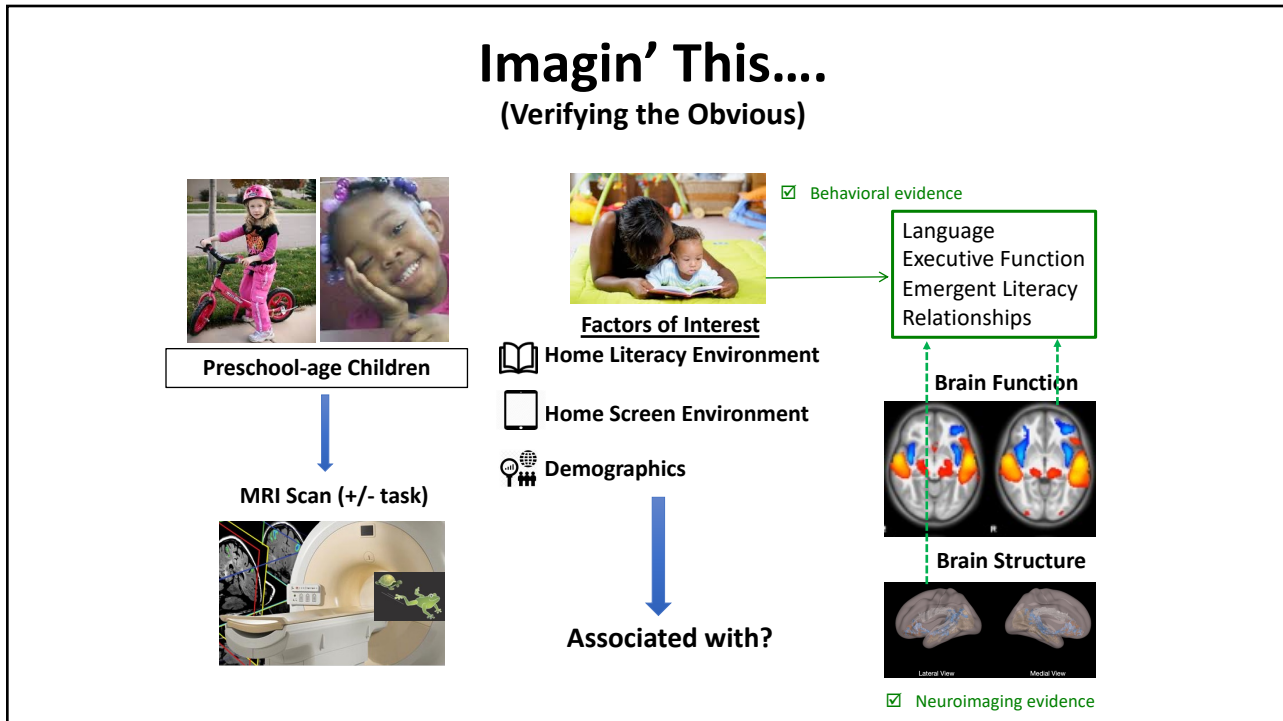 Imagin' This....
(Verifying the Obvious)
Preschool-age Children
MRI Scan (+/- task)
Factors of Interest
Home Literacy Environment
Home Screen Environment
Demographics
Associated with?
Behavioral evidence
Language
Executive Function
Emergent Literacy
Relationships
Brain Function
R
Brain Structure
Lateral View
Medial View
Neuroimaging evidence